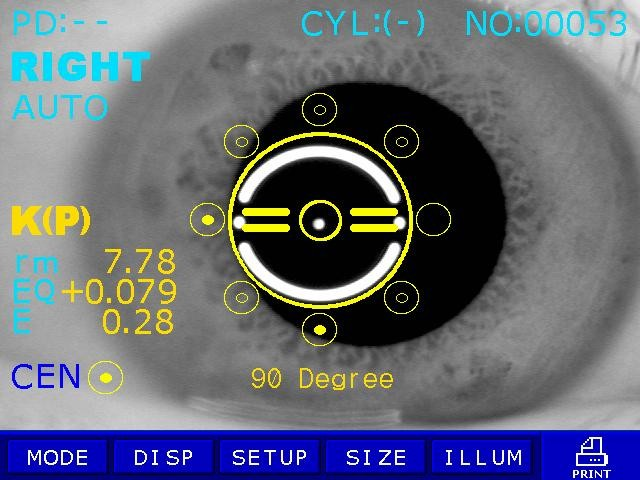 PD:-- CYL:(-) NO:00053
RIGHT
AUTO
K(P)
rm 7.78
EQ +0.079
E 0.28
CEN
90 Degree
MODE DISP SETUP SIZE ILLUM PRINT